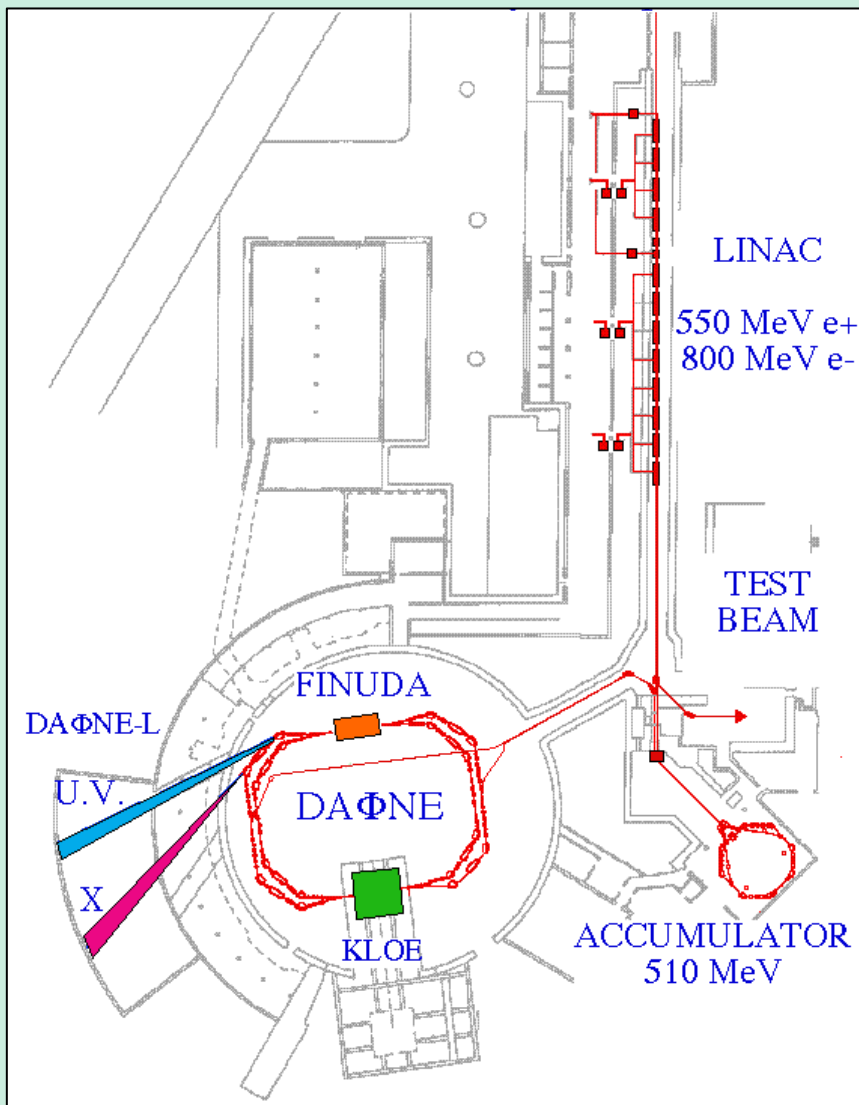 LINAC
550 MeV e+
800 MeV e-
TEST
BEAM
FINUDA
DAΦNE-L
U.V.
DAΦNE
X
KLOE
ACCUMULATOR
510 MeV